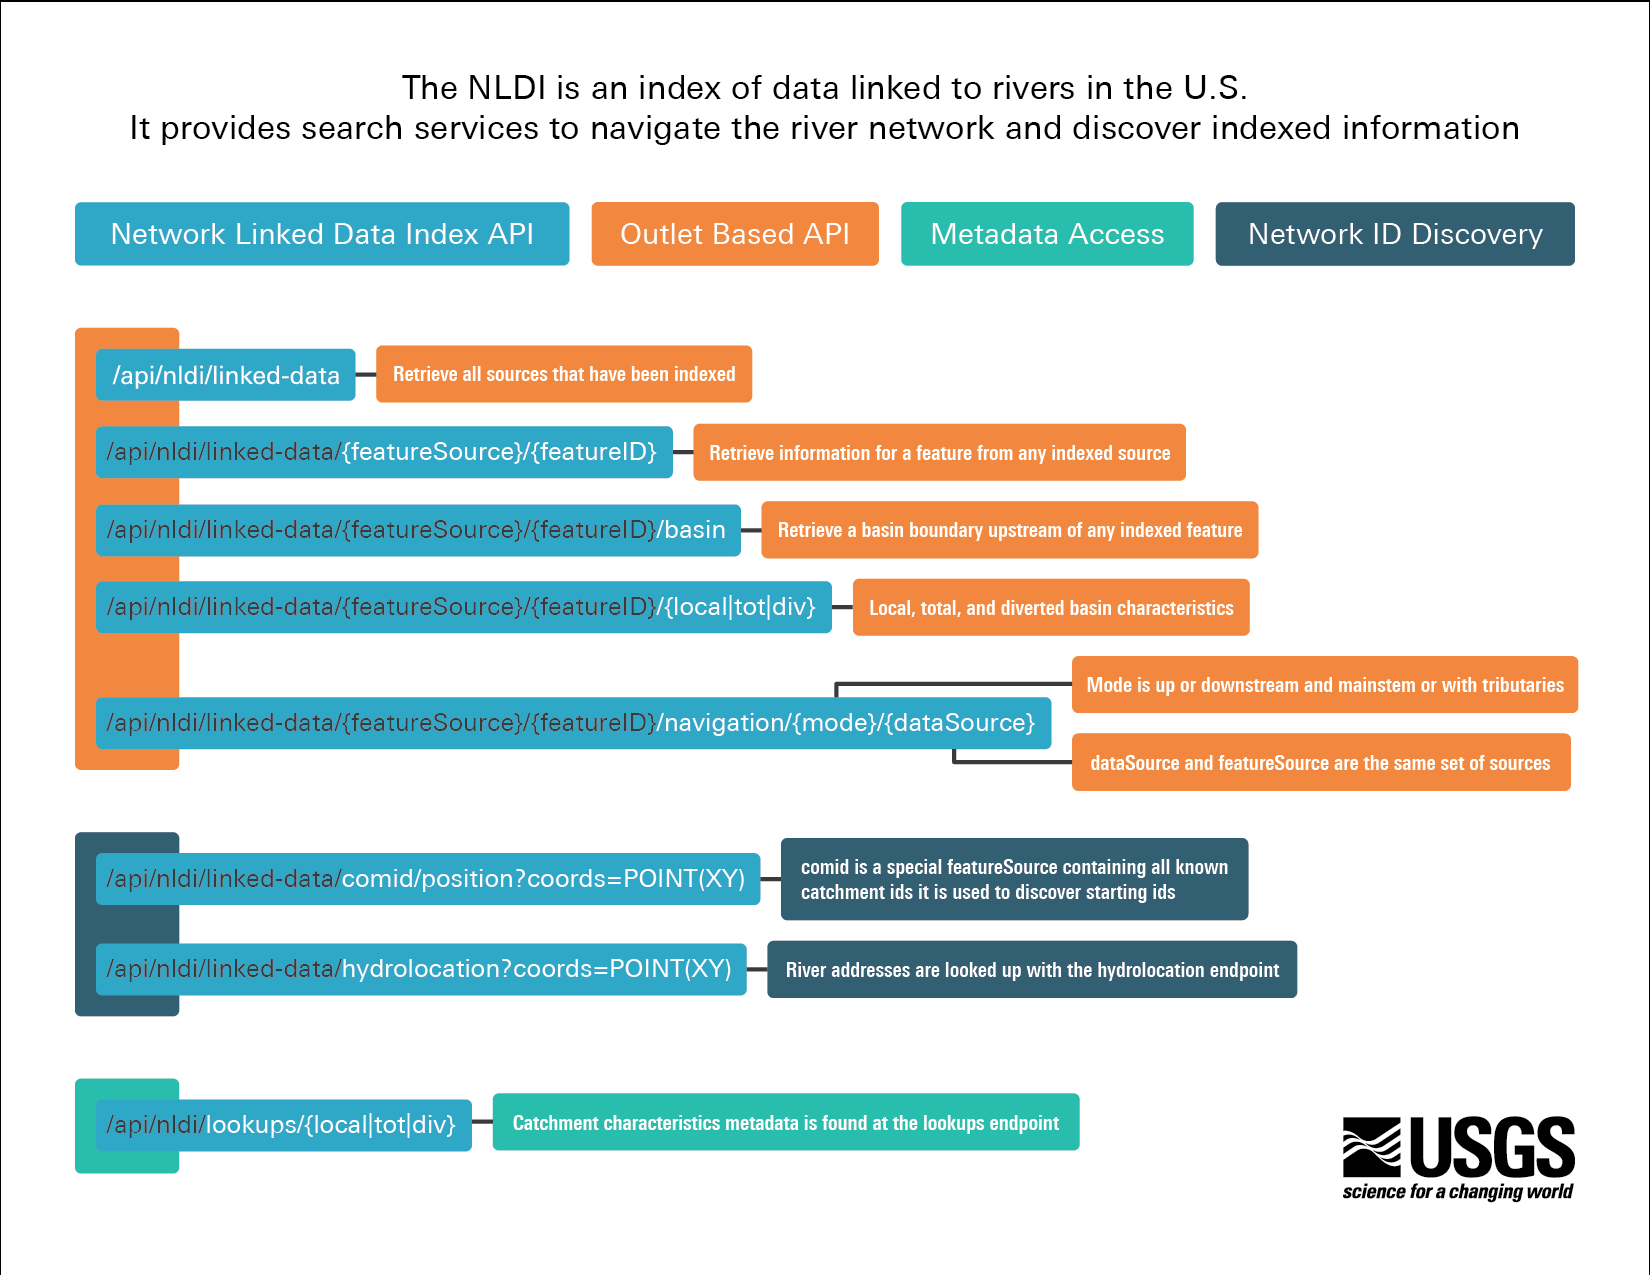 The NLDI is an index of data linked to rivers in the U.S.
It provides search services to navigate the river network and discover indexed information
Network Linked Data Index API
Outlet Based API
Metadata Access
Network ID Discovery
/api/nldi/linked-data
Retrieve all sources that have been indexed
/api/nldi/linked-data/{featureSource}/{featureID}
Retrieve information for a feature from any indexed source
/api/nldi/linked-data/{featureSource}/{featureID}/basin
Retrieve a basin boundary upstream of any indexed feature
/api/nldi/linked-data/{featureSource}/{featureID}/{local|tot|div}
Local, total, and diverted basin characteristics
Mode is up or downstream and mainstem or with tributaries
/api/nldi/linked-data/{featureSource}/{featureID}/navigation/{mode}/{dataSource}
dataSource and featureSource are the same set of sources
/api/nldi/linked-data/comid/position?coords=POINT(XY)
comid is a special featureSource containing all known
catchment ids it is used to discover starting ids
/api/nldi/linked-data/hydrolocation?coords=POINT(XY)
River addresses are looked up with the hydrolocation endpoint
/api/nldi/lookups/{local|tot|div}
Catchment characteristics metadata is found at the lookups endpoint
USGS
science for a changing world